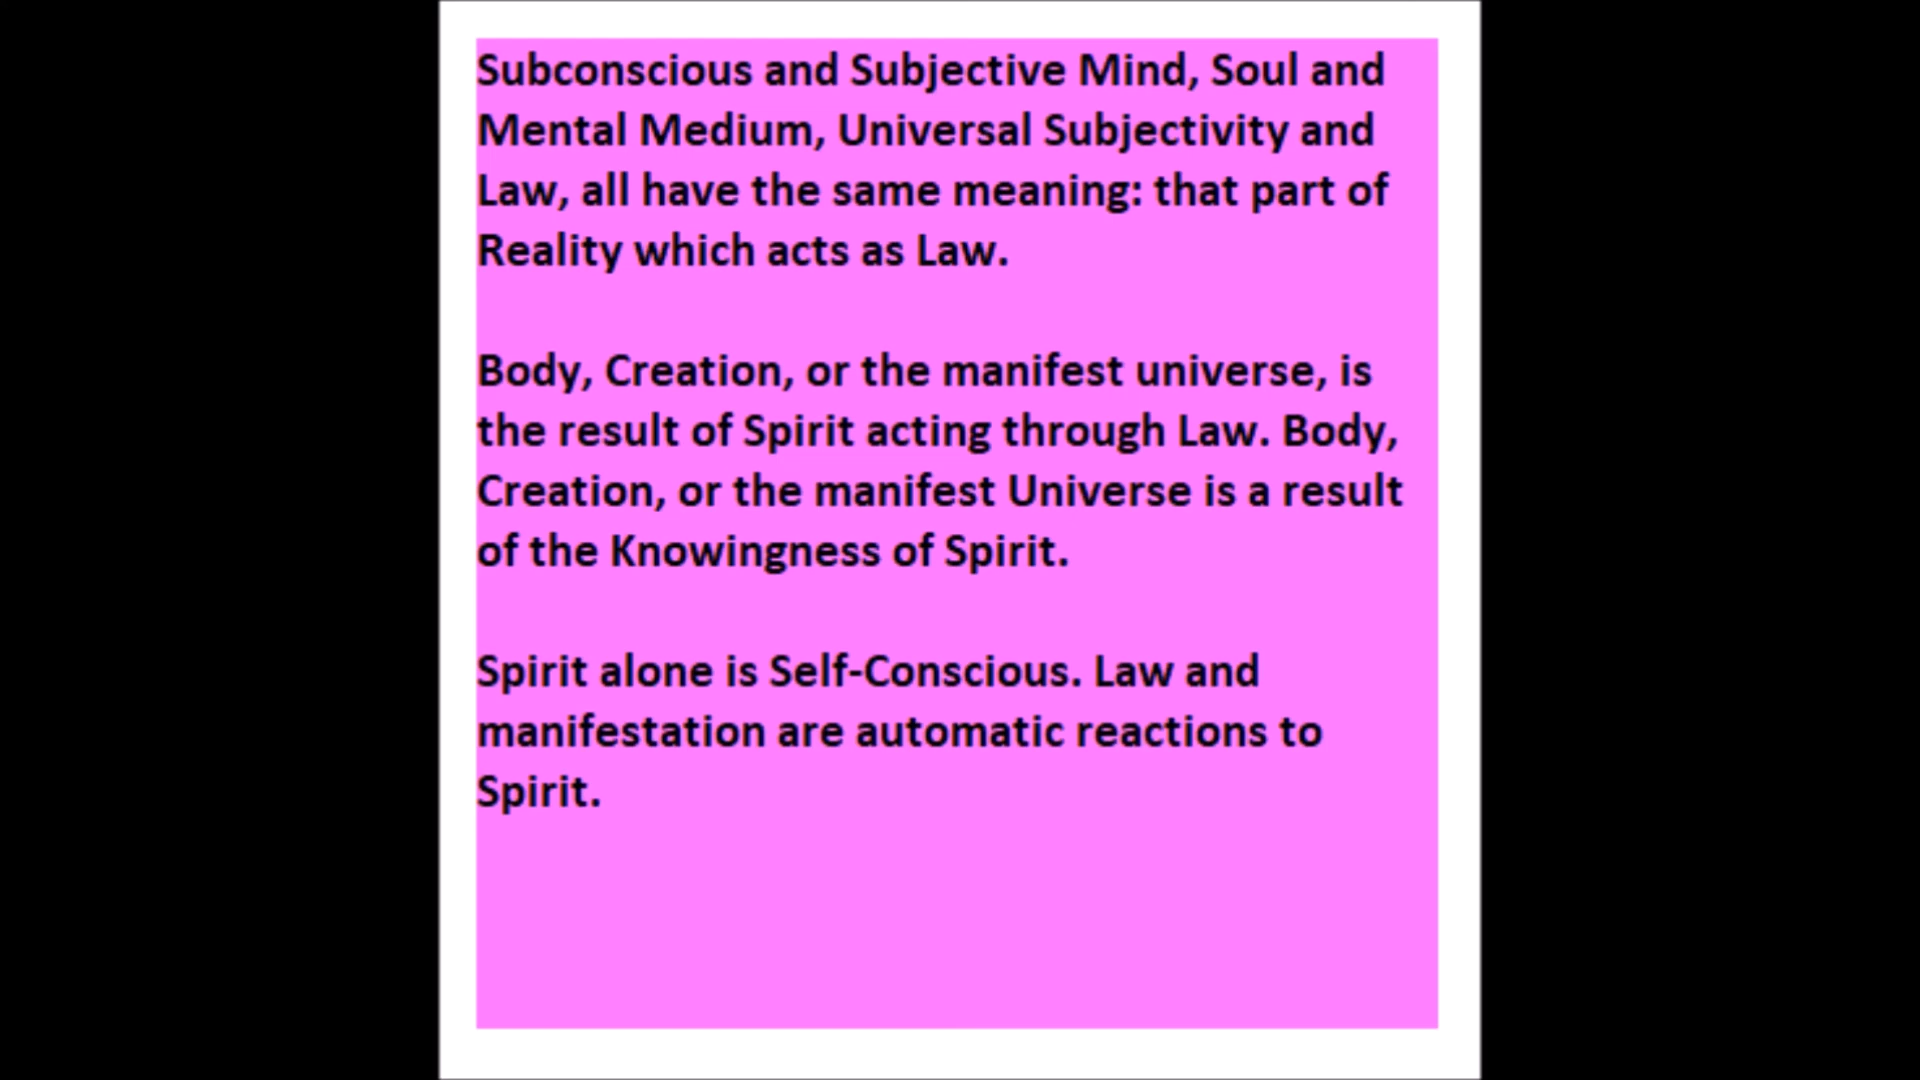 Subconscious and Subjective Mind, Soul and
Mental Medium, Universal Subjectivity and
Law, all have the same meaning: that part of
Reality which acts as Law.
Body, Creation, or the manifest universe, is
the result of Spirit acting through Law. Body,
Creation, or the manifest Universe is a result
of the Knowingness of Spirit.
Spirit alone is Self-Conscious. Law and
manifestation are automatic reactions to
Spirit.